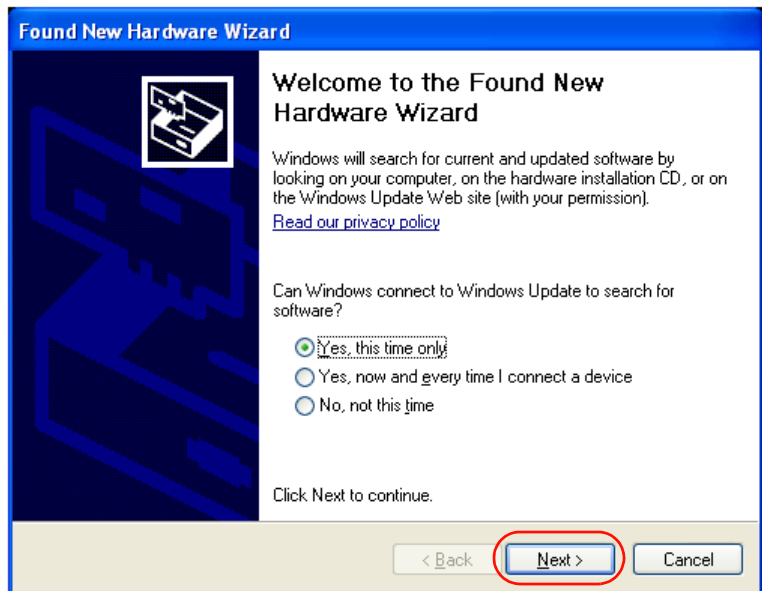 Found New Hardware Wizard
Welcome to the Found New
Hardware Wizard
Windows will search for current and updated software by
looking on your computer, on the hardware installation CD, or on
the Windows Update Web site (with your permission).
Read our privacy policy
Can Windows connect to Windows Update to search for
software?
Yes, this time only
Yes, now and every time I connect a device
No, not this time
Click Next to continue.
< Back
Next >
Cancel